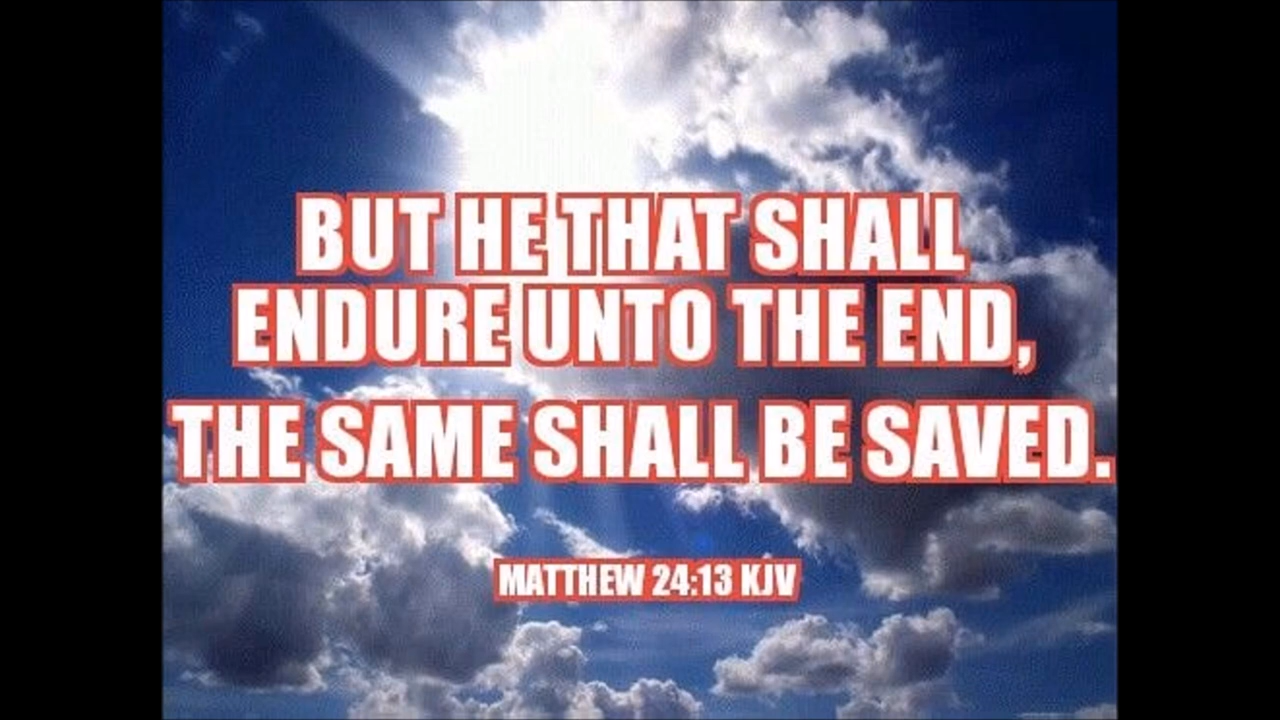 BUT HE THAT SHALL
ENDURE UNTO THE END,
THE SAME SHALL BE SAVED.
MATTHEW 24:13 KJV